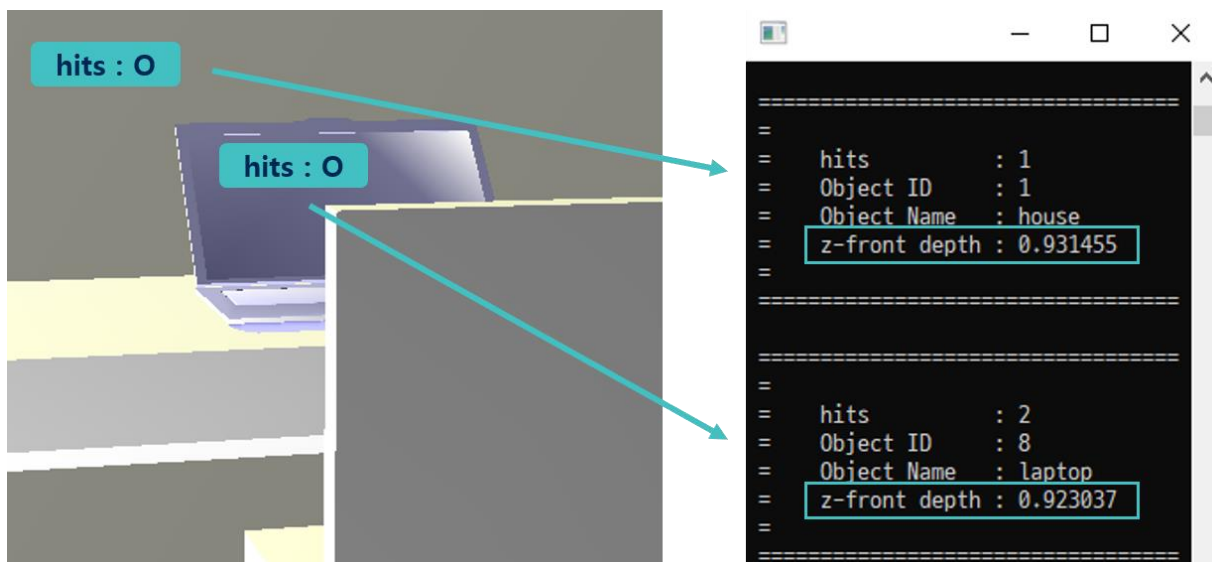 hits : O
hits : O
==================================
=
=    hits          : 1
=    Object ID     : 1
=    Object Name   : house
=    z-front depth : 0.931455
=
==================================
==================================
=
=    hits          : 2
=    Object ID     : 8
=    Object Name   : laptop
=    z-front depth : 0.923037
=
==================================